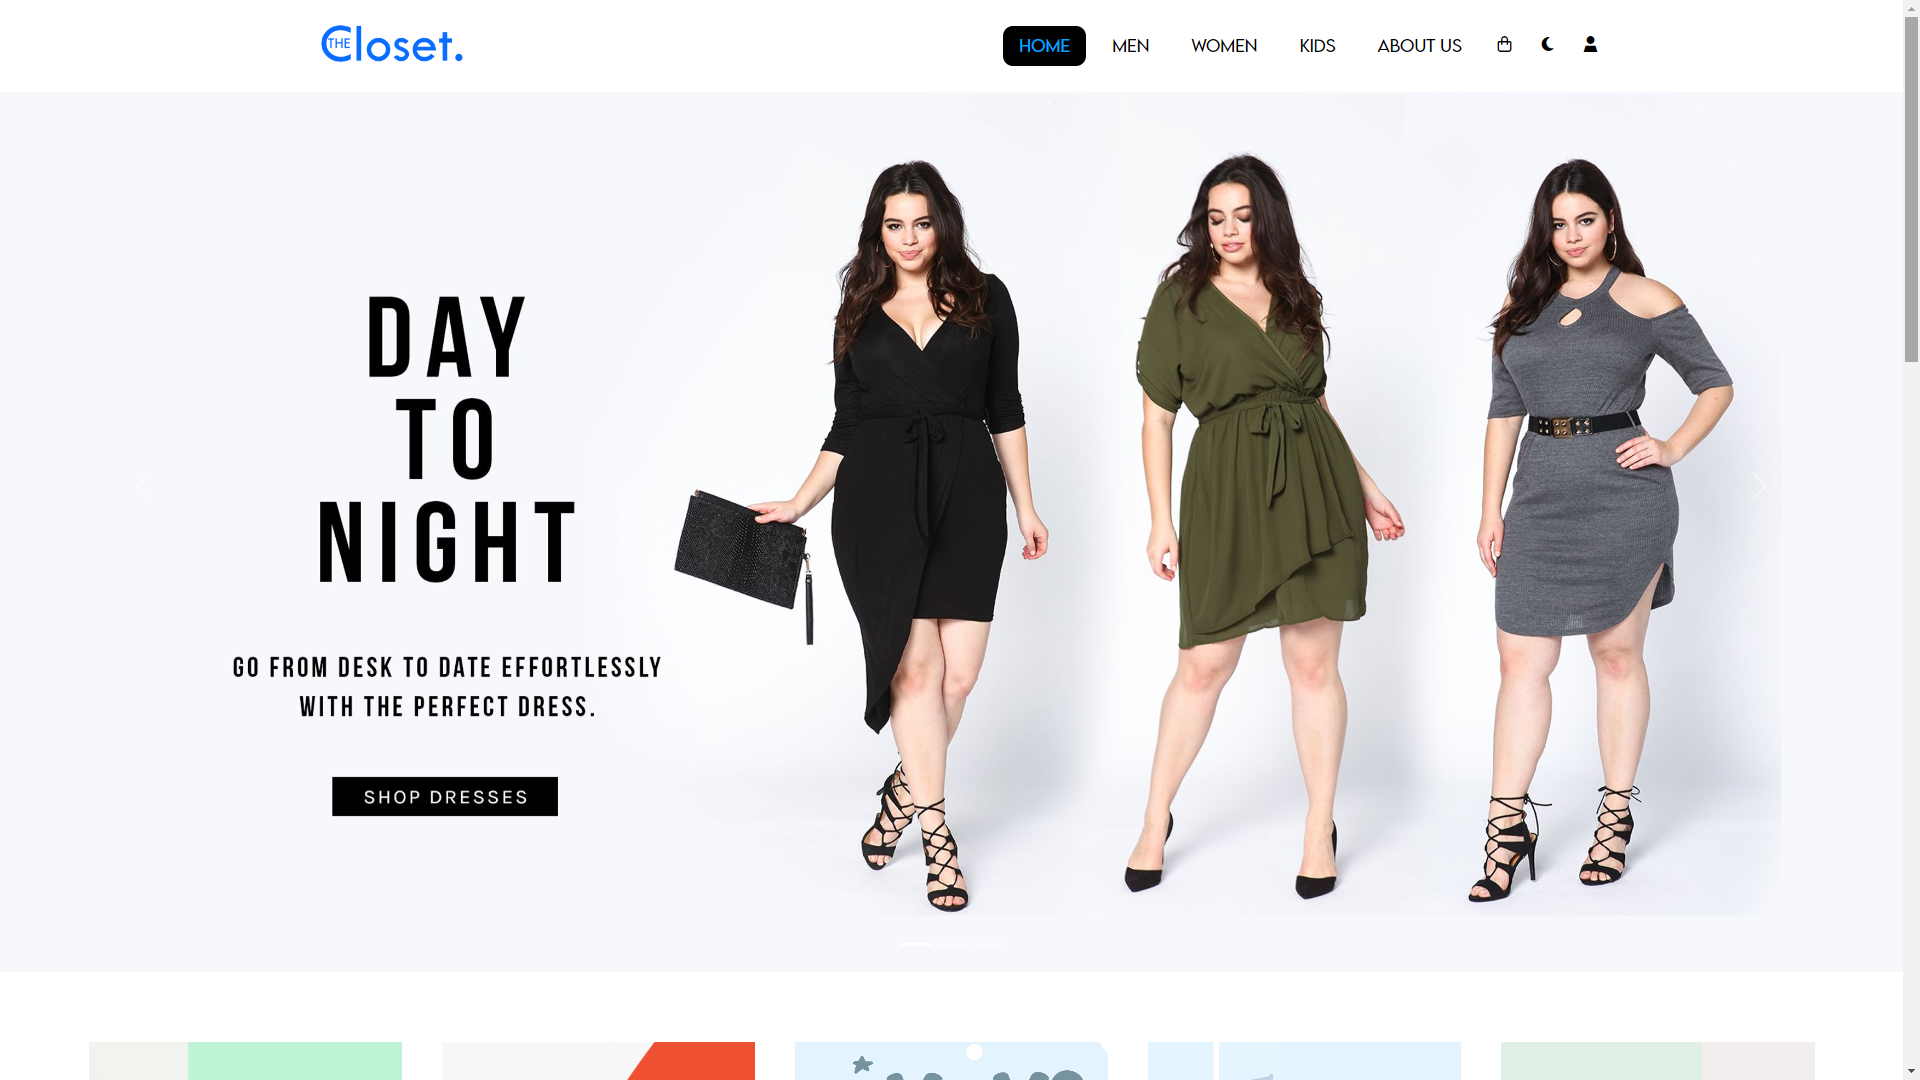 THE Closet.
HOME MEN WOMEN KIDS ABOUT US
DAY
TO
NIGHT
GO FROM DESK TO DATE EFFORTLESSLY
WITH THE PERFECT DRESS.
SHOP DRESSES